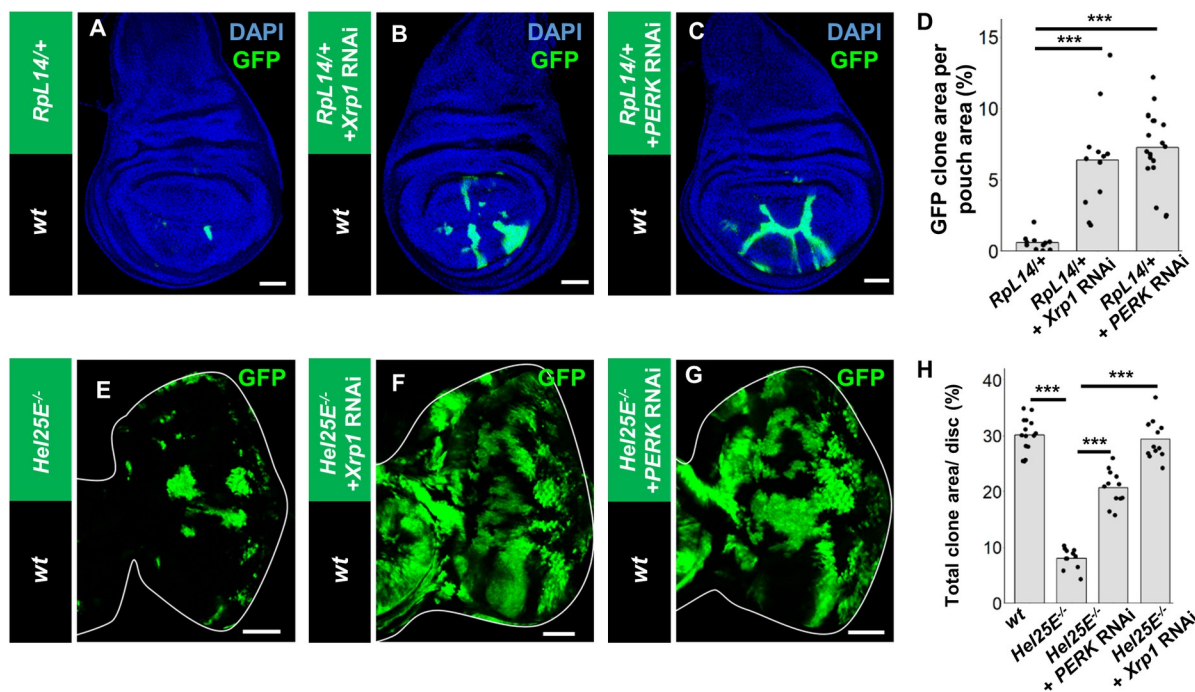 RpL14/+
wt
A
DAPI
GFP
RpL14/+
+Xrp1 RNAi
wt
B
DAPI
GFP
RpL14/+
+PERK RNAi
wt
C
DAPI
GFP
D
GFP clone area per
pouch area (%)
15
10
5
0
***
***
RpL14/+
RpL14/+
+ Xrp1 RNAi
RpL14/+
+ PERK RNAi
Hel25E-/-
wt
E
GFP
Hel25E-/-
+Xrp1 RNAi
wt
F
GFP
Hel25E-/-
+PERK RNAi
wt
G
GFP
H
Total clone area/ disc (%)
40
30
20
10
0
***
***
***
wt
Hel25E-/-
Hel25E-/-
+ PERK RNAi
Hel25E-/-
+ Xrp1 RNAi